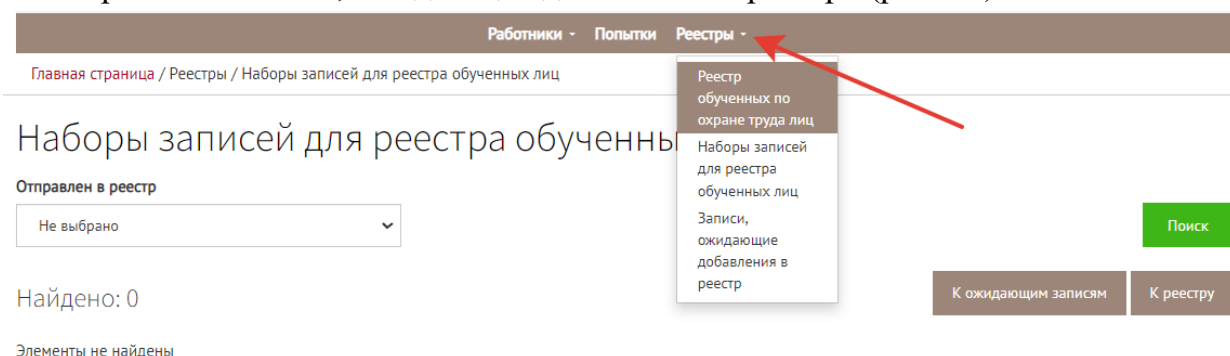 Работники Попытки Реестры
Главная страница / Реестры / Наборы записей для реестра обученных лиц
Реестр
обученных по
охране труда лиц
Наборы записей
для реестра
обученных лиц
Записи,
ожидающие
добавления в
реестр
Наборы записей для реестра обученны
Отправлен в реестр
Не выбрано
Поиск
Найдено: 0
К ожидающим записям К реестру
Элементы не найдены